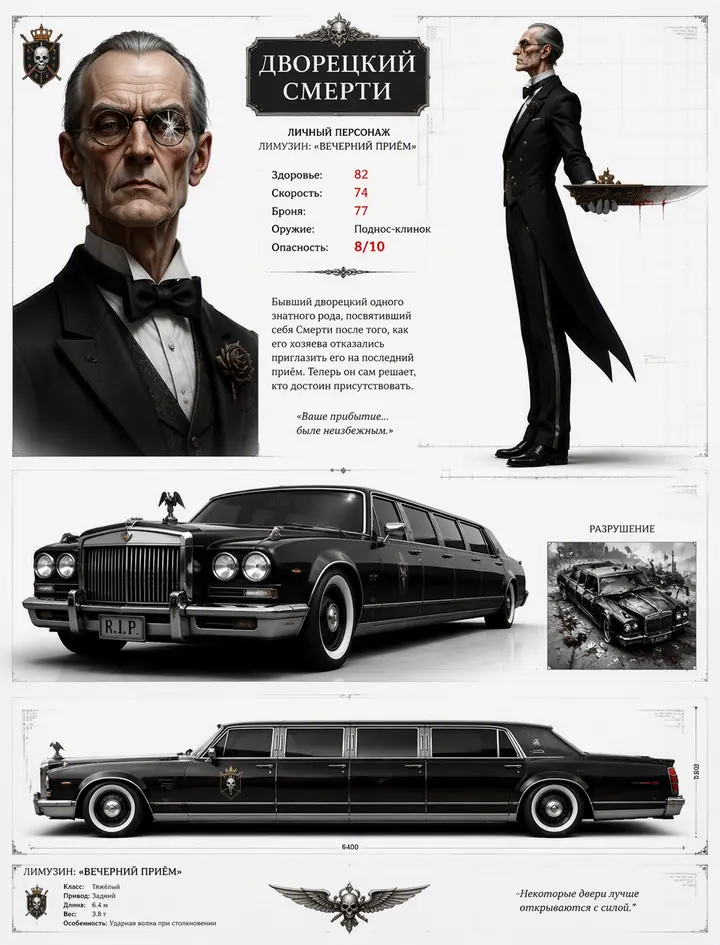 ДВОРЕЦКИЙ
СМЕРТИ
ЛИЧНЫЙ ПЕРСОНАЖ
ЛИМУЗИН: «ВЕЧЕРНИЙ ПРИЁМ»
Здоровье: 82
Скорость: 74
Броня: 77
Оружие: Поднос-клинок
Опасность: 8/10
Бывший дворецкий одного
знатного рода, посвятивший
себя Смерти после того, как
его хозяева отказались
пригласить его на последний
приём. Теперь он сам решает,
кто достоин присутствовать.
«Ваше прибытие...
быле неизбежным.»
РАЗРУШЕНИЕ
R.I.P.
6400
ЛИМУЗИН: «ВЕЧЕРНИЙ ПРИЁМ»
Класс: Тяжёлый
Привод: Задний
Длина: 6.4 м
Вес: 3.8 т
Особенность: Ударная волна при столкновении
«Некоторые двери лучше
открываются с силой.”